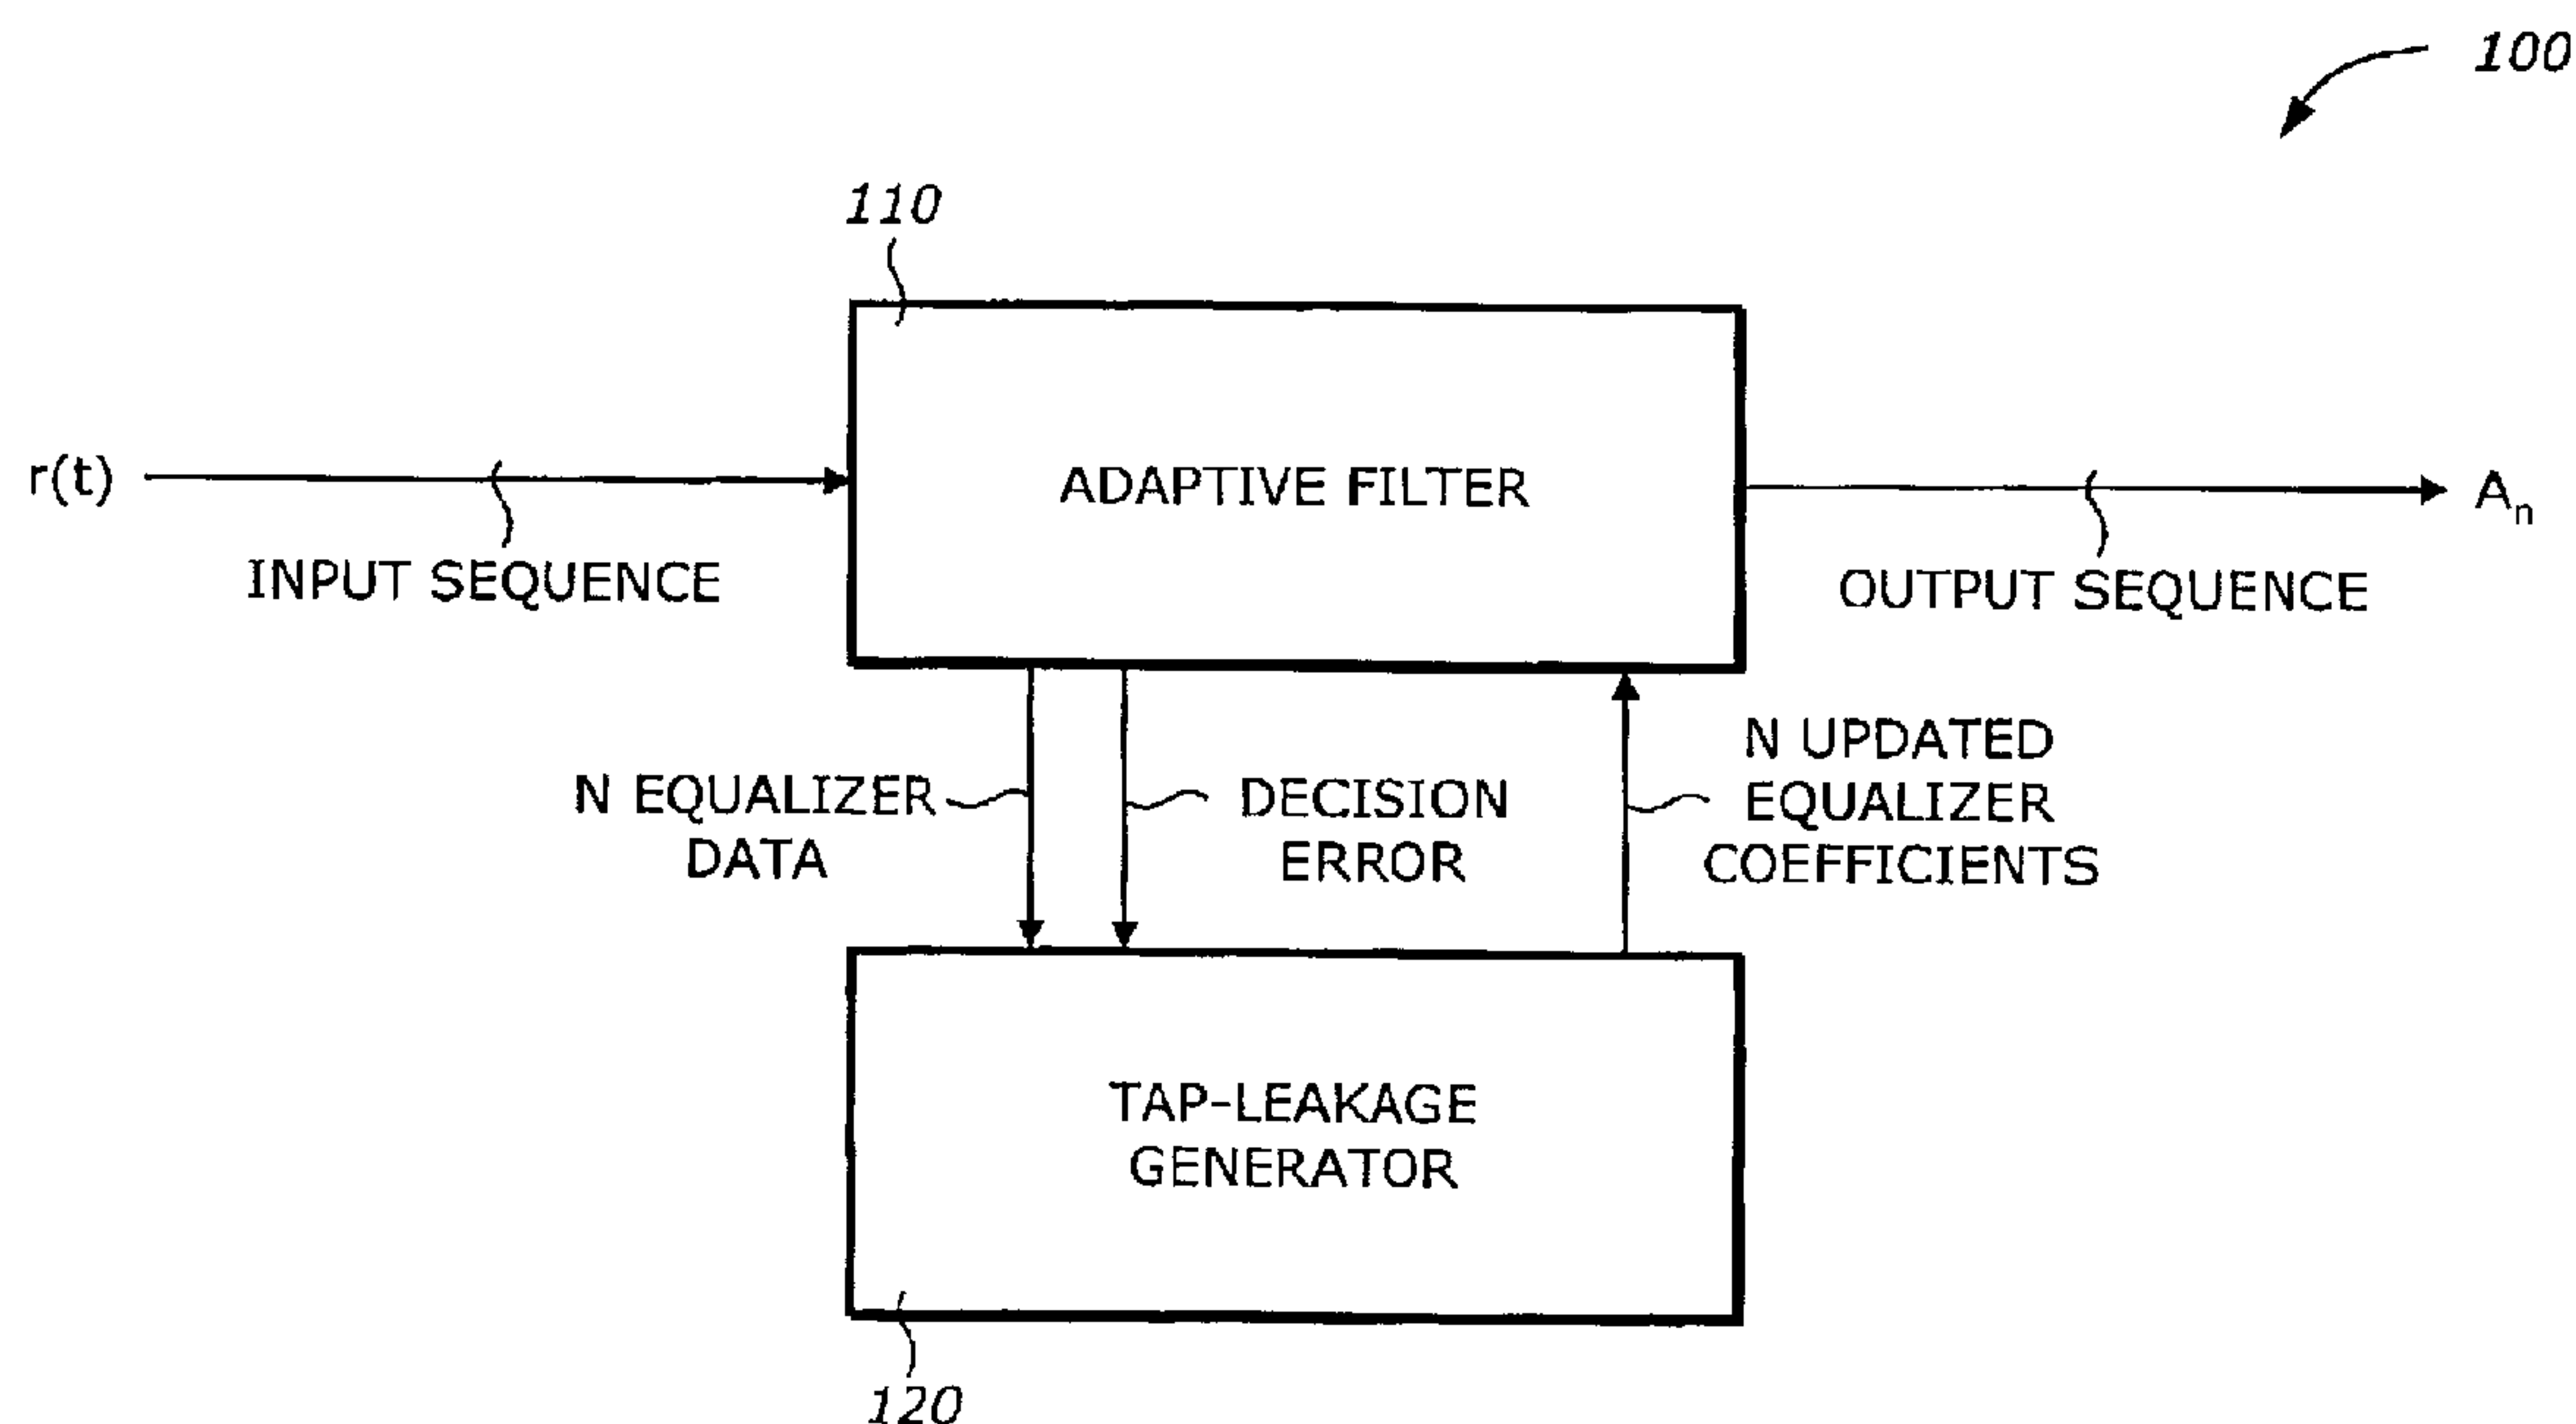 100
110
r(t)
ADAPTIVE FILTER
Aₙ
INPUT SEQUENCE
OUTPUT SEQUENCE
N EQUALIZER
DATA
DECISION
ERROR
N UPDATED
EQUALIZER
COEFFICIENTS
TAP-LEAKAGE
GENERATOR
120